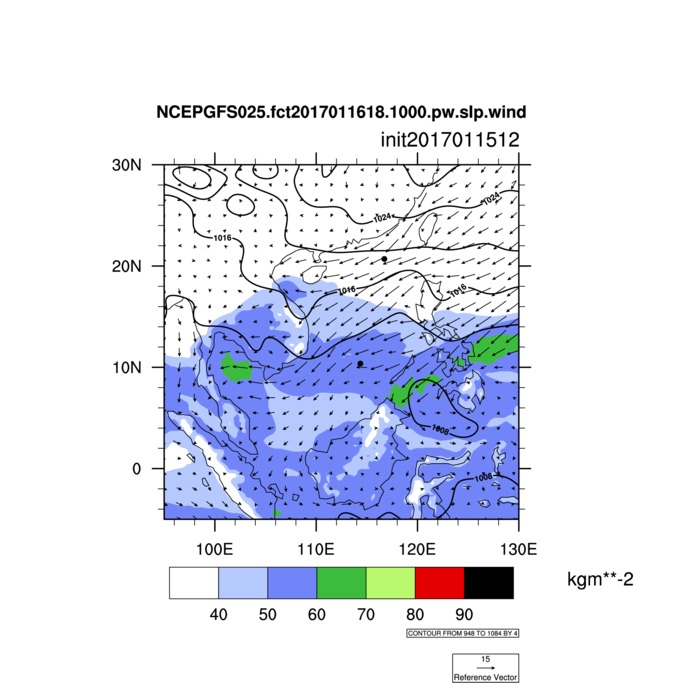 NCEPGFS025.fct2017011618.1000.pw.slp.wind
init2017011512
30N
1024
1024
1016
20N
1016
1016
10N
1008
1008
0
100E 110E 120E 130E
kgm**-2
40 50 60 70 80 90
CONTOUR FROM 948 TO 1084 BY 4
15
Reference Vector